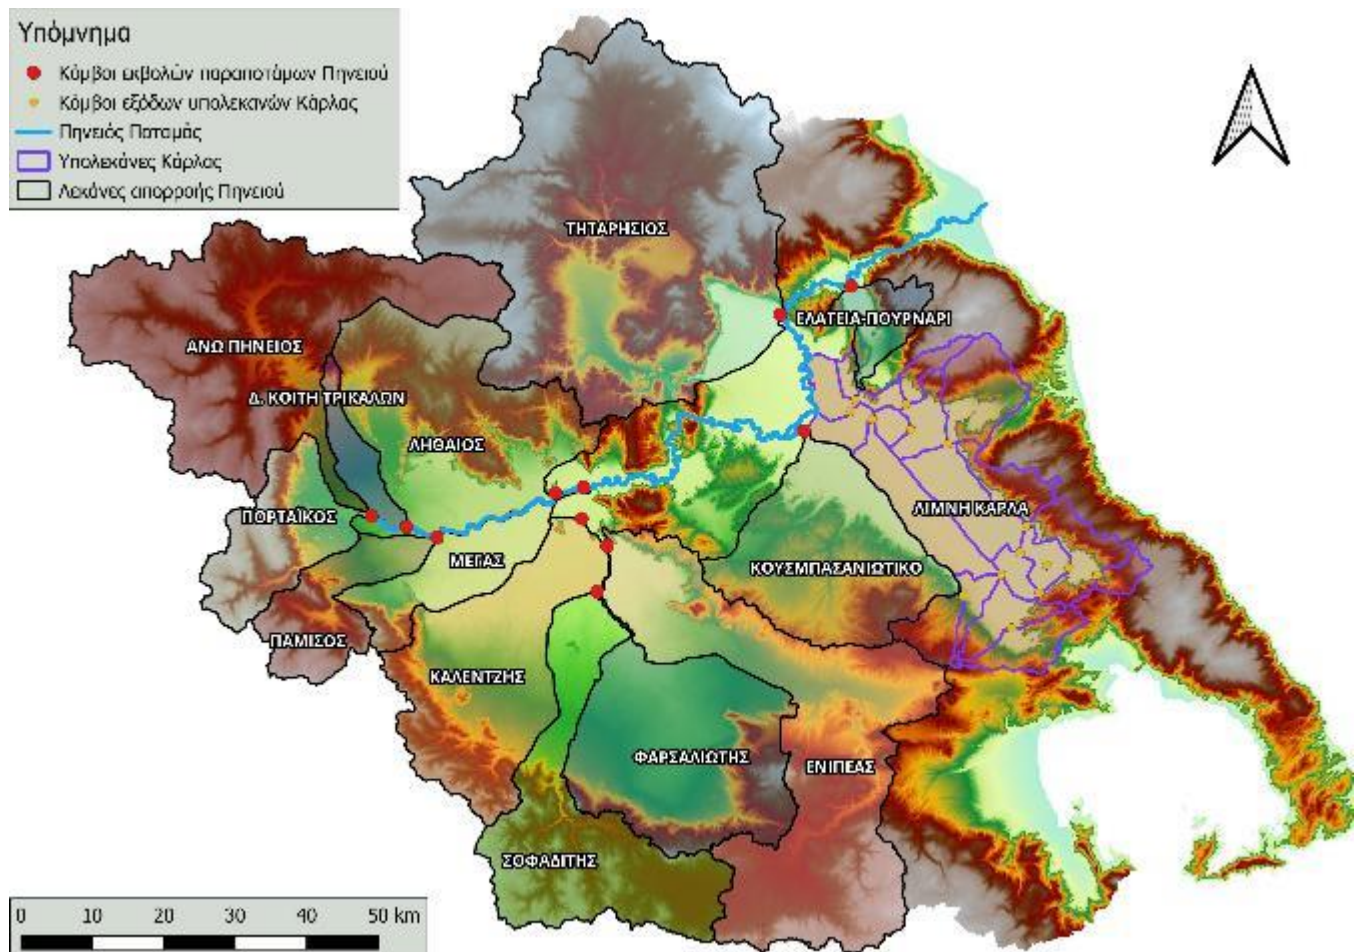 Υπόμνημα
Κόμβοι εκβολών παραποτάμων Πηνειού
Κόμβοι εξόδων υπολεκανών Κάρλας
Πηνειός Ποταμός
Υπολεκάνες Κάρλας
Λεκάνες απορροής Πηνειού
ΤΗΤΑΡΗΣΙΟΣ
ΕΛΑΤΕΙΑ-ΠΟΥΡΝΑΡΙ
ΑΝΩ ΠΗΝΕΙΟΣ
Δ. ΚΟΙΤΗ ΤΡΙΚΑΛΩΝ
ΛΗΘΑΙΟΣ
ΠΟΡΤΑΪΚΟΣ
ΛΙΜΝΗ ΚΑΡΛΑ
ΜΕΓΑΣ
ΚΟΥΣΜΠΑΣΑΝΙΩΤΙΚΟ
ΠΑΜΙΣΟΣ
ΚΑΛΕΝΤΖΗΣ
ΦΑΡΣΑΛΙΩΤΗΣ
ΕΝΙΠΕΑΣ
ΣΟΦΑΔΙΤΗΣ
0 10 20 30 40 50 km